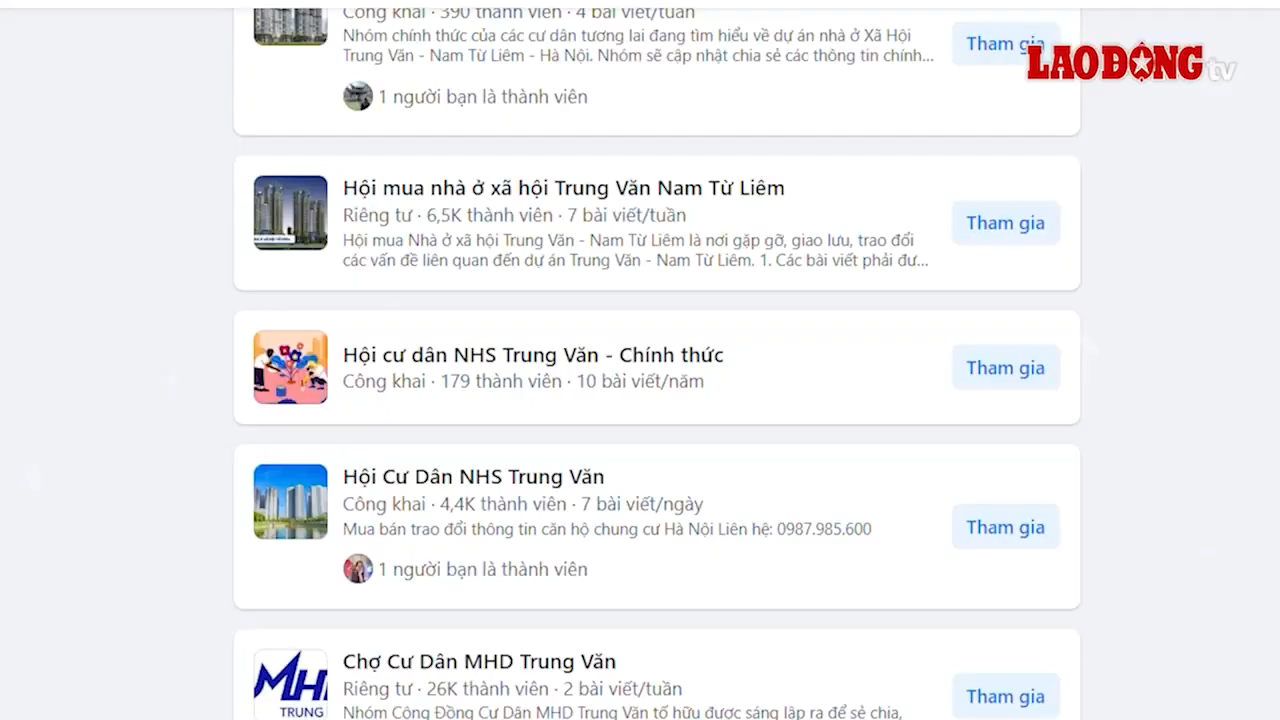 Công khai · 390 thành viên · 4 bài viết/tuần
Nhóm chính thức của các cư dân tương lai đang tìm hiểu về dự án nhà ở Xã Hội
Trung Văn - Nam Từ Liêm - Hà Nội. Nhóm sẽ cập nhật chia sẻ các thông tin chính...
Tham gia
LAO ĐỘNG tv
1 người bạn là thành viên
Hội mua nhà ở xã hội Trung Văn Nam Từ Liêm
Riêng tư · 6,5K thành viên · 7 bài viết/tuần
Hội mua Nhà ở xã hội Trung Văn - Nam Từ Liêm là nơi gặp gỡ, giao lưu, trao đổi
các vấn đề liên quan đến dự án Trung Văn - Nam Từ Liêm. 1. Các bài viết phải đư...
Tham gia
Hội cư dân NHS Trung Văn - Chính thức
Công khai · 179 thành viên · 10 bài viết/năm
Tham gia
Hội Cư Dân NHS Trung Văn
Công khai · 4,4K thành viên · 7 bài viết/ngày
Mua bán trao đổi thông tin căn hộ chung cư Hà Nội Liên hệ: 0987.985.600
Tham gia
1 người bạn là thành viên
MH
TRUNG
Chợ Cư Dân MHD Trung Văn
Riêng tư · 26K thành viên · 2 bài viết/tuần
Nhóm Cộng Đồng Cư Dân MHD Trung Văn tố hữu được sáng lập ra để sẻ chia,
Tham gia